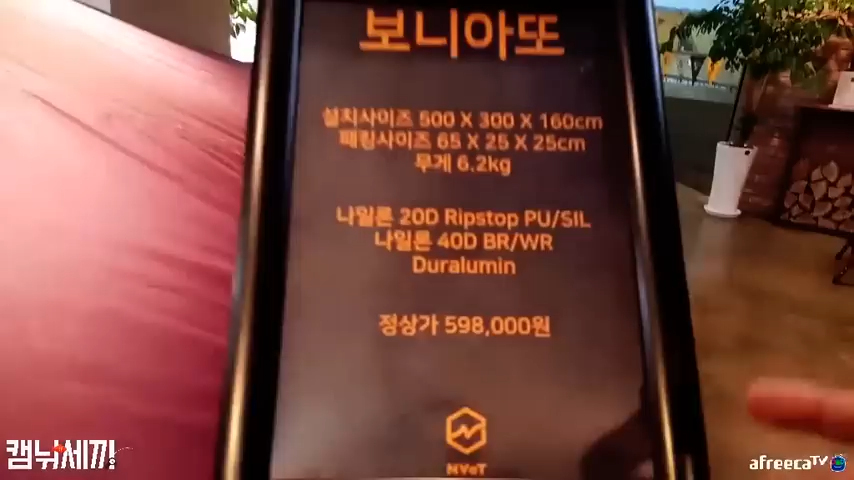 보니아또
설치사이즈 500 X 300 X 160cm
패킹사이즈 65 X 25 X 25cm
무게 6.2kg
나일론 20D Ripstop PU/SIL
나일론 40D BR/WR
Duralumin
정상가 598,000원
캠낚세끼!
afreecaTV